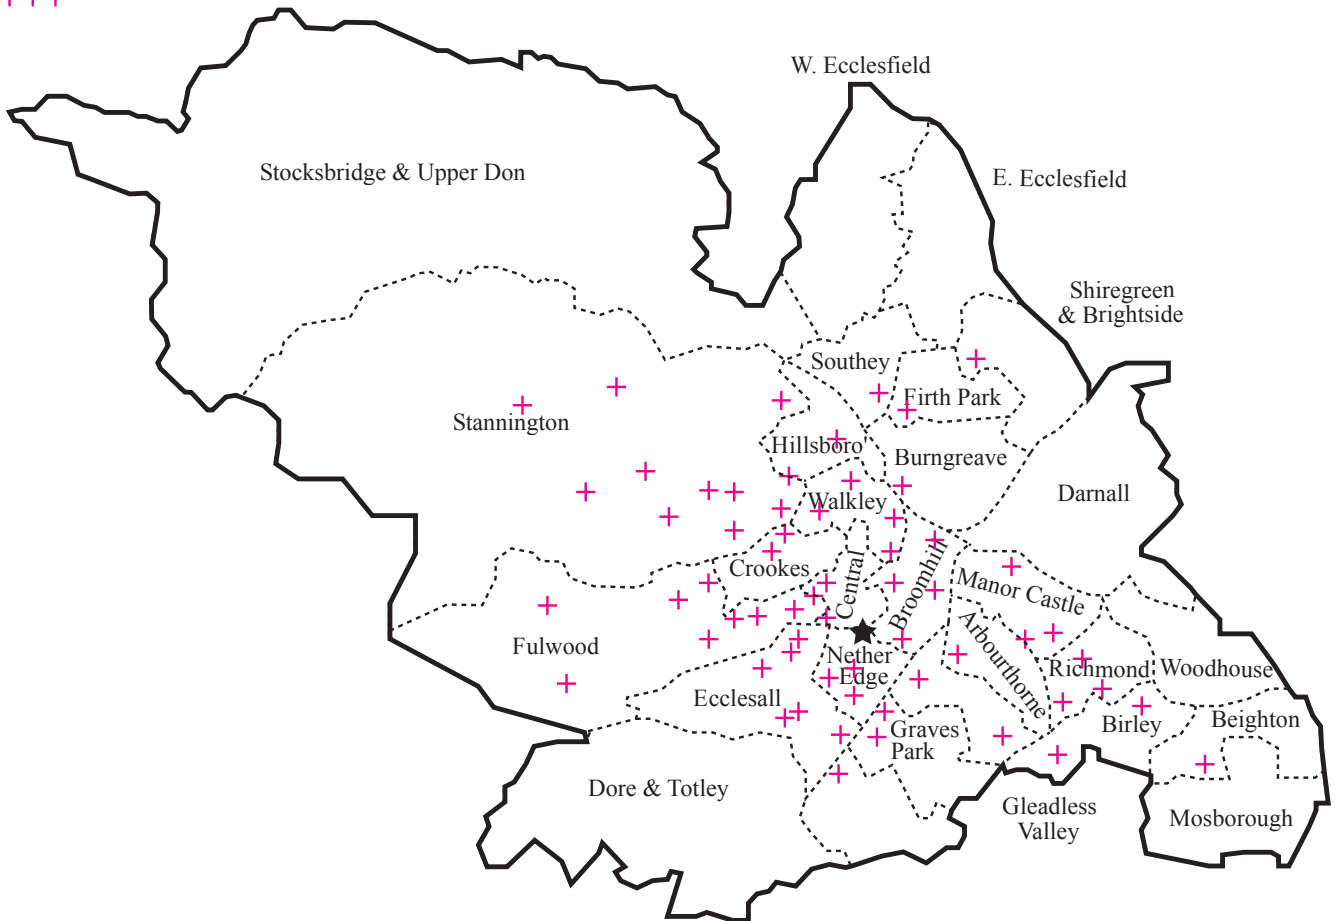 W. Ecclesfield
Stocksbridge & Upper Don
E. Ecclesfield
Shiregreen
& Brightside
Southey
Firth Park
Stannington
Hillsboro
Burngreave
Darnall
Walkley
Crookes
Central
Broomhill
Manor Castle
Arbourthorne
Fulwood
Nether
Edge
Richmond
Woodhouse
Ecclesall
Graves
Park
Birley
Beighton
Dore & Totley
Gleadless
Valley
Mosborough